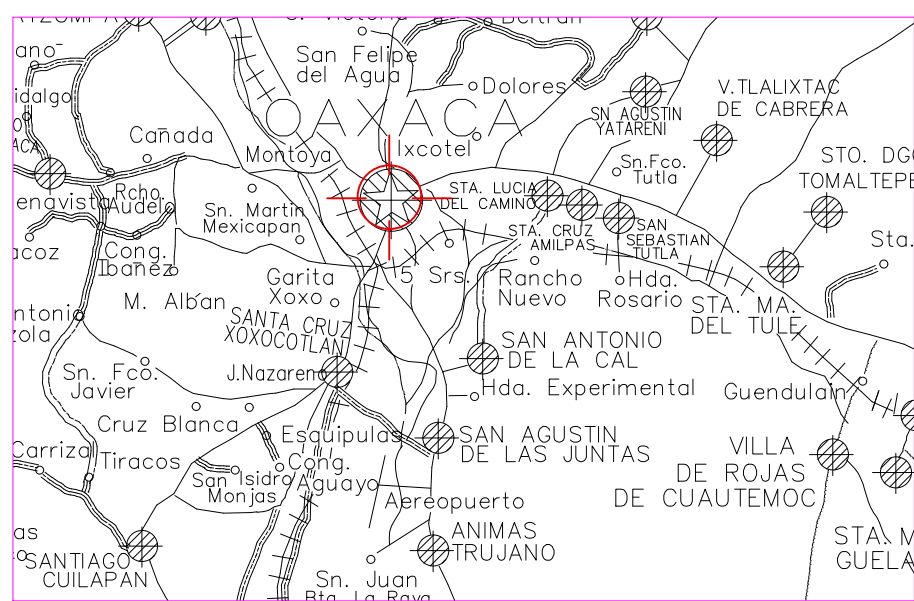 San Felipe
del Agua
Dolores
OAXACA
SN AGUSTIN
YATARENI
V.TLALIXTAC
DE CABRERA
Cañada
Montoya
Ixcotel
Sn.Fco.
Tutla
STO. DGO
TOMALTEPE
Rcho.
Sn. Martin
Mexicapan
STA. LUCIA
DEL CAMINO
STA. CRUZ
AMILPAS
SAN
SEBASTIAN
TUTLA
Sta.
Cong.
Ibañez
M. Alban
Garita
Xoxo
5 Srs.
Rancho
Nuevo
Hda.
Rosario
STA. MA.
DEL TULE
SANTA CRUZ
XOXOCOTLAN
SAN ANTONIO
DE LA CAL
Sn. Fco.
Javier
J.Nazareno
Hda. Experimental
Guendulain
Cruz Blanca
Esquipulas
SAN AGUSTIN
DE LAS JUNTAS
VILLA
DE ROJAS
DE CUAUTEMOC
Carriza
Tiracos
San Isidro
Monjas
Cong.
Aguayo
Aereopuerto
ANIMAS
TRUJANO
STA. M
GUELA
SANTIAGO
CUILAPAN
Sn. Juan